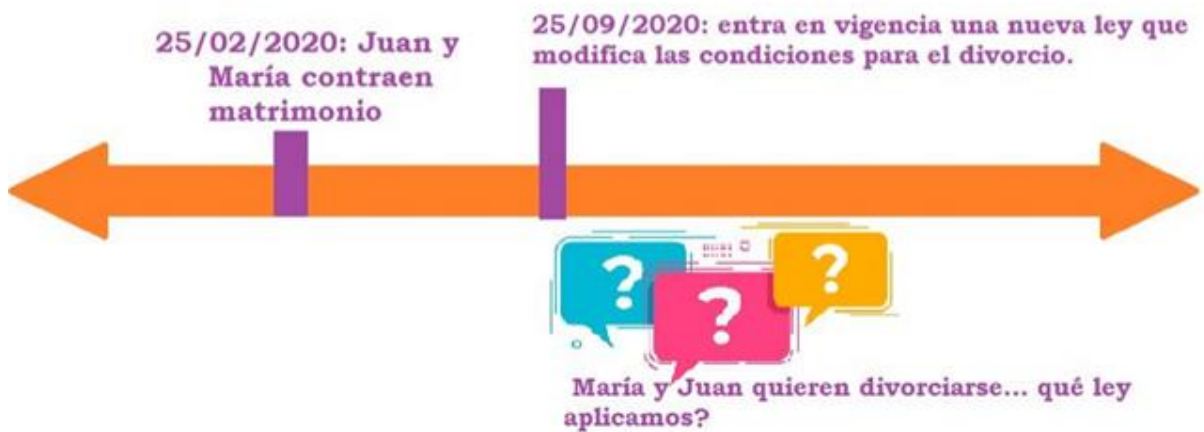 25/02/2020: Juan y
María contraen
matrimonio
25/09/2020: entra en vigencia una nueva ley que
modifica las condiciones para el divorcio.
? ? ?
María y Juan quieren divorciarse... qué ley
aplicamos?